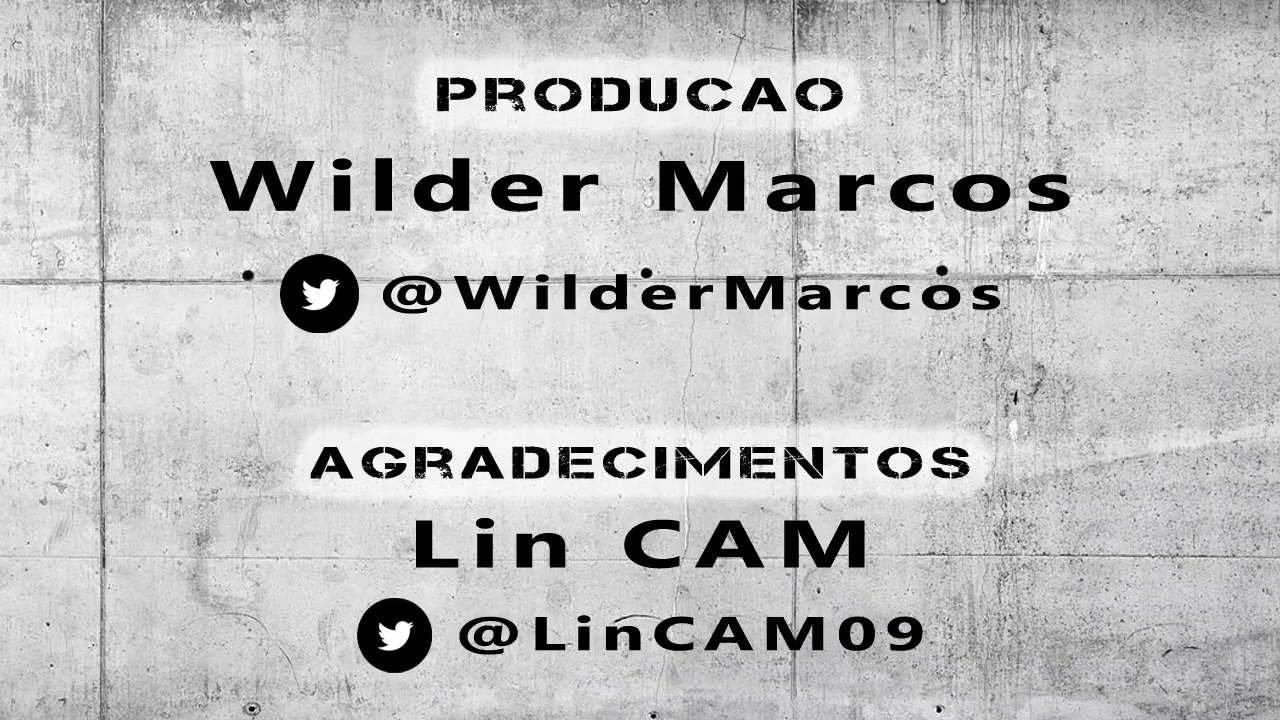 PRODUCAO
Wilder Marcos
@WilderMarcos
AGRADECIMENTOS
Lin CAM
@LinCAM09